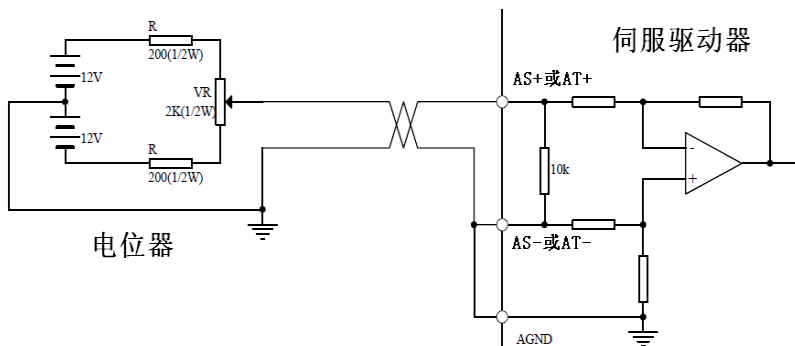 伺服驱动器
R
200(1/2W)
12V
VR
2K(1/2W)
12V
R
200(1/2W)
电位器
AS+或AT+
10k
-
+
AS-或AT-
AGND